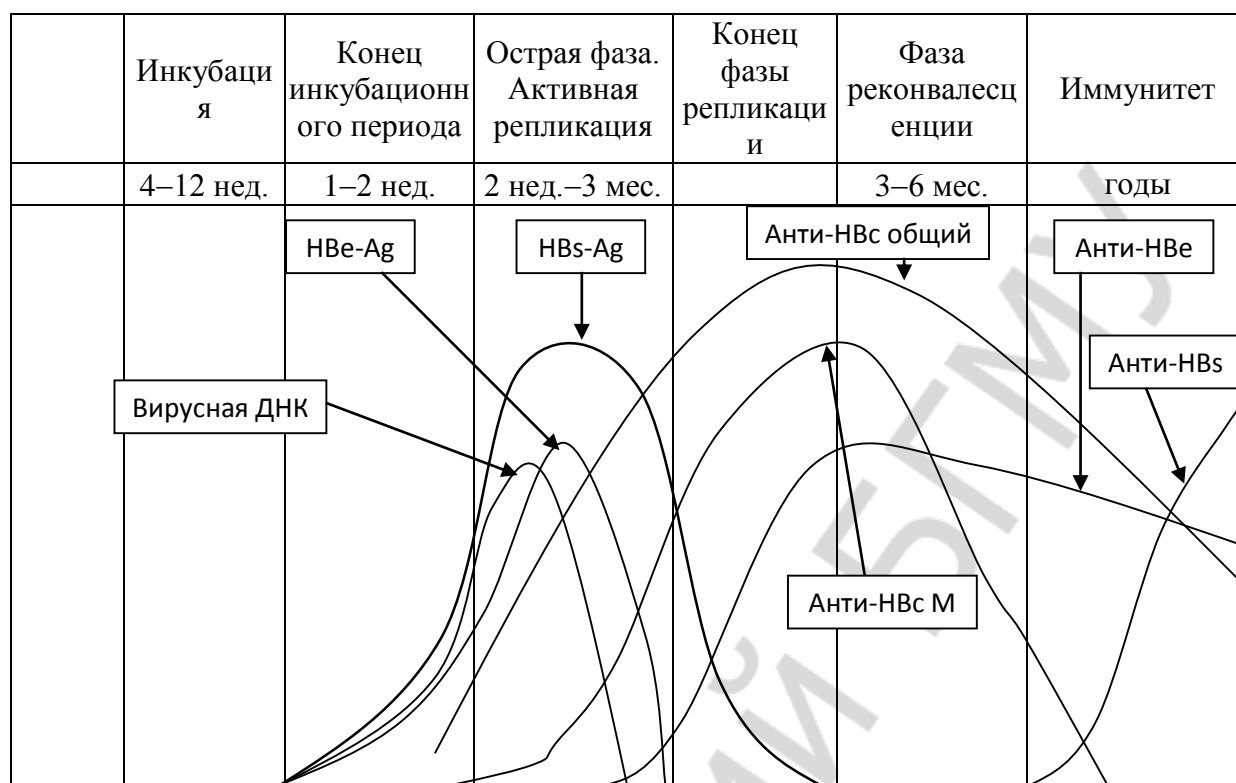 Инкубаци
я
Конец
инкубационн
ого периода
Острая фаза.
Активная
репликация
Конец
фазы
репликаци
и
Фаза
реконвалесц
енции
Иммунитет
4–12 нед.
1–2 нед.
2 нед.–3 мес.
3–6 мес.
годы
HBe-Ag
HBs-Ag
Анти-HBc общий
Анти-HBe
Анти-HBs
Вирусная ДНК
Анти-HBc M
ий БГМУ